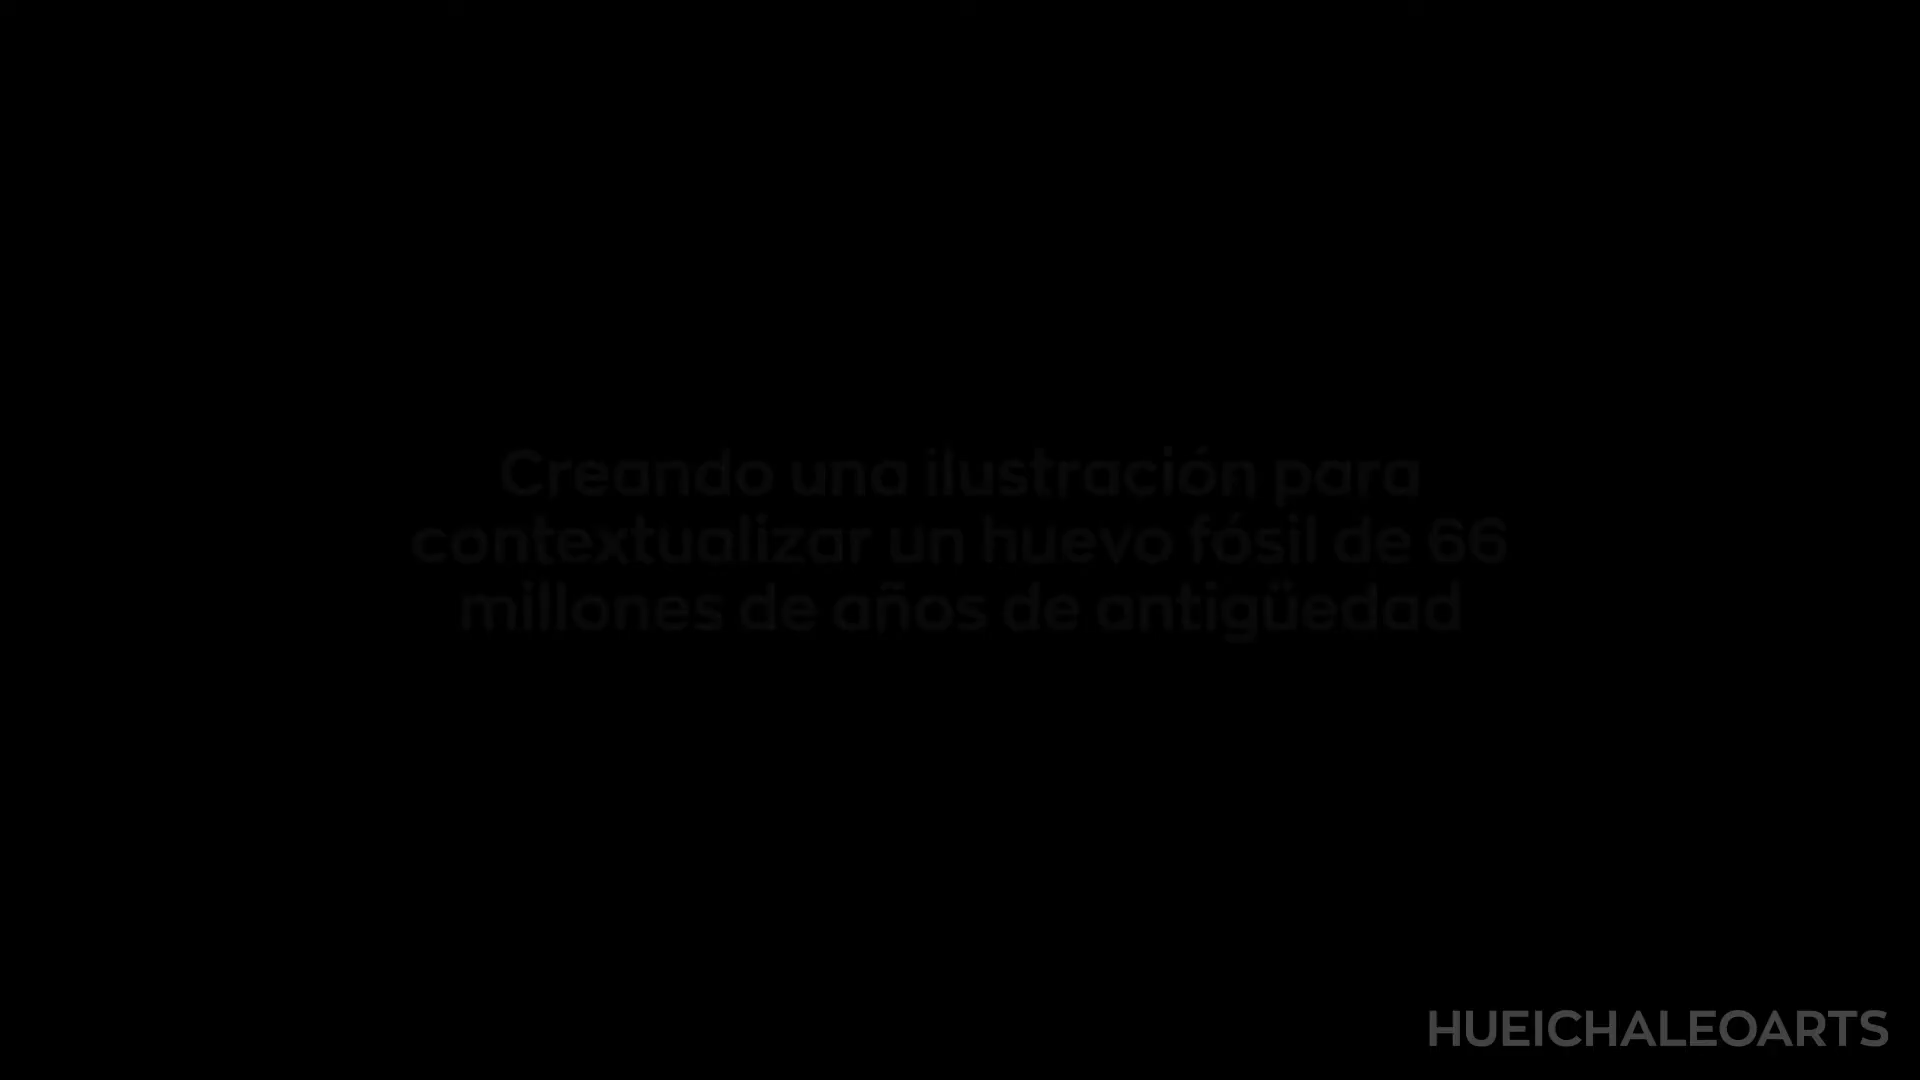 Creando una ilustración para
contextualizar un huevo fósil de 66
millones de años de antigüedad
HUEICHALEOARTS